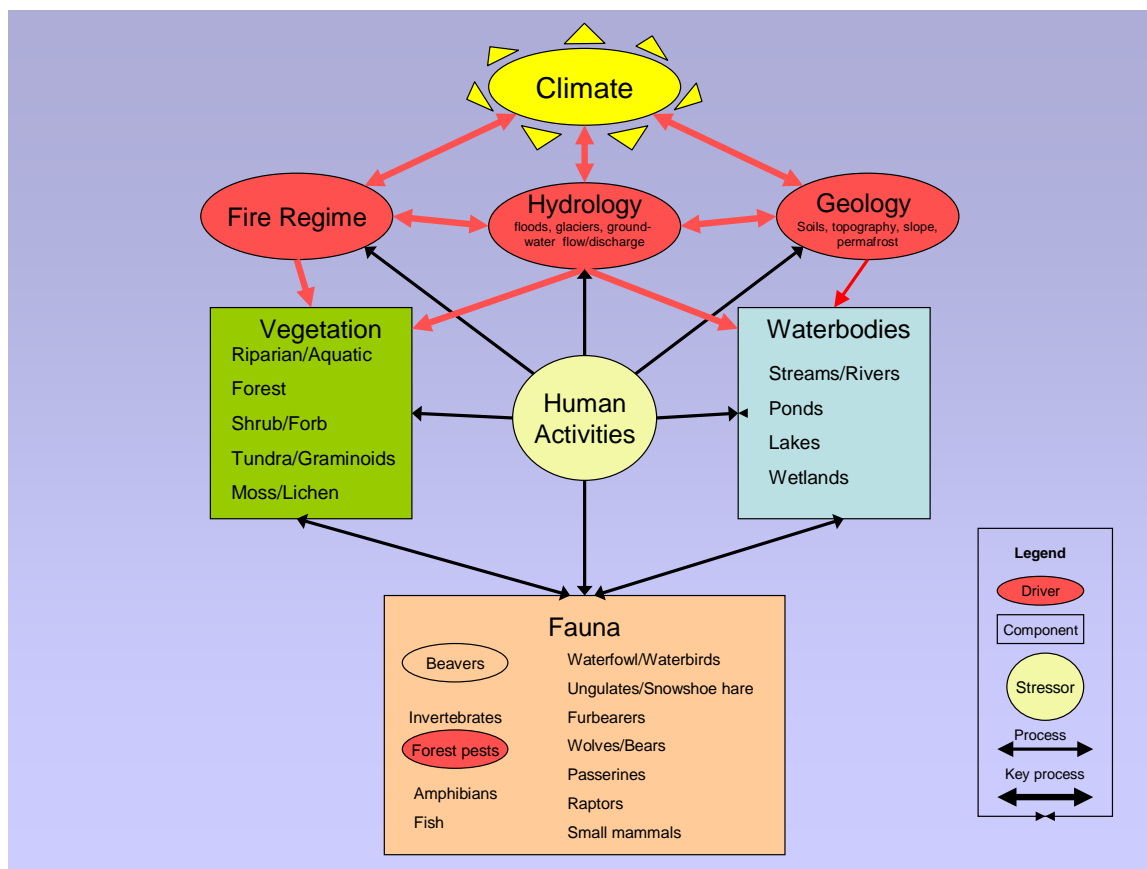 Climate
Fire Regime
Hydrology
floods, glaciers, ground-
water flow/discharge
Geology
Soils, topography, slope,
permafrost
Vegetation
Riparian/Aquatic
Forest
Shrub/Forb
Tundra/Graminoids
Moss/Lichen
Human
Activities
Waterbodies
Streams/Rivers
Ponds
Lakes
Wetlands
Fauna
Beavers
Invertebrates
Forest pests
Amphibians
Fish
Waterfowl/Waterbirds
Ungulates/Snowshoe hare
Furbearers
Wolves/Bears
Passerines
Raptors
Small mammals
Legend
Driver
Component
Stressor
Process
Key process